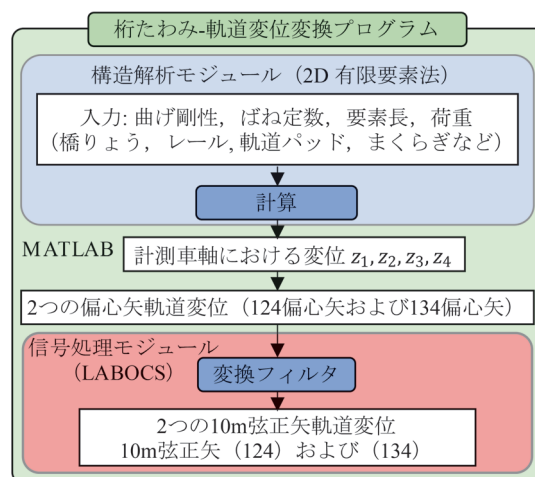 桁たわみ-軌道変位変換プログラム
構造解析モジュール（2D 有限要素法）
入力: 曲げ剛性，ばね定数，要素長，荷重
（橋りょう，レール, 軌道パッド，まくらぎなど）
計算
MATLAB
計測車軸における変位 z₁, z₂, z₃, z₄
2つの偏心矢軌道変位（124偏心矢および134偏心矢）
信号処理モジュール
（LABOCS）
変換フィルタ
2つの10m弦正矢軌道変位
10m弦正矢（124）および（134）